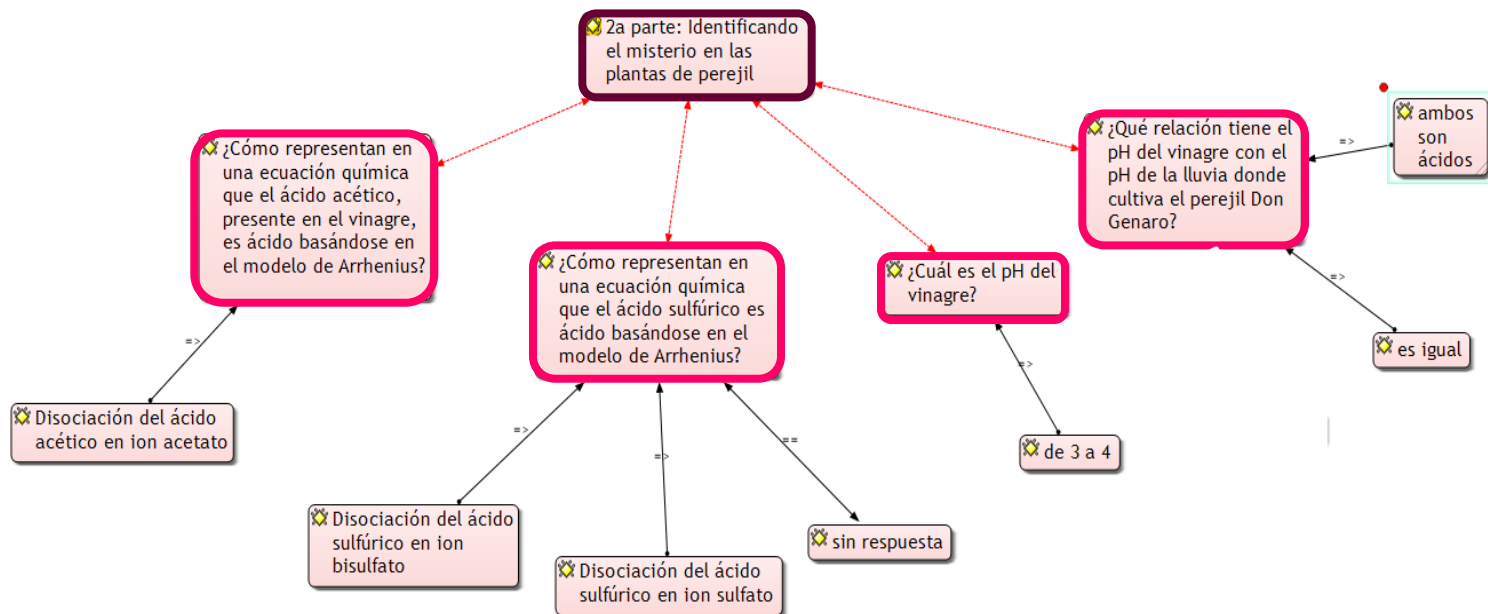 2a parte: Identificando
el misterio en las
plantas de perejil
¿Cómo representan en
una ecuación química
que el ácido acético,
presente en el vinagre,
es ácido basándose en
el modelo de Arrhenius?
¿Cómo representan en
una ecuación química
que el ácido sulfúrico es
ácido basándose en el
modelo de Arrhenius?
¿Cuál es el pH del
vinagre?
¿Qué relación tiene el
pH del vinagre con el
pH de la lluvia donde
cultiva el perejil Don
Genaro?
=>
ambos
son
ácidos
=>
es igual
=>
Disociación del ácido
acético en ion acetato
=>
Disociación del ácido
sulfúrico en ion
bisulfato
=>
Disociación del ácido
sulfúrico en ion sulfato
==
sin respuesta
=>
de 3 a 4